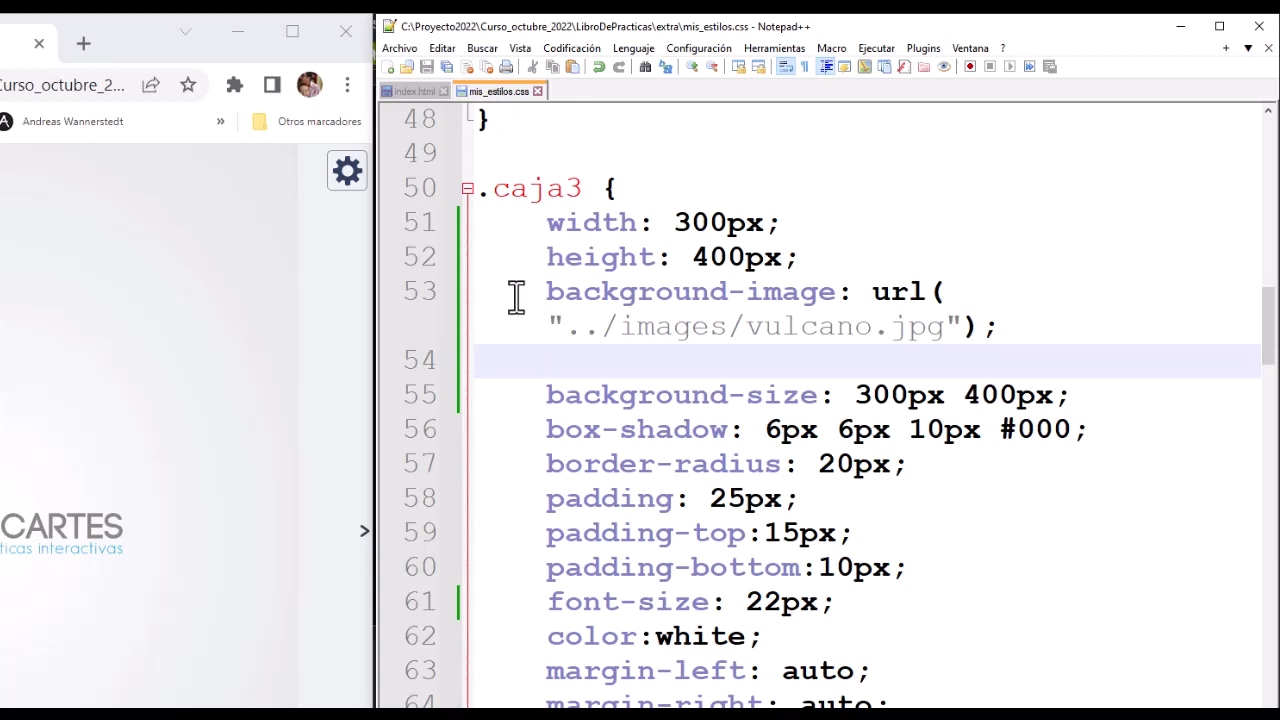 Curso_octubre_2...
Andreas Wannerstedt
»
Otros marcadores
CARTES
ticas interactivas
C:\Proyecto2022\Curso_octubre_2022\LibroDePracticas\extra\mis_estilos.css - Notepad++
Archivo Editar Buscar Vista Codificación Lenguaje Configuración Herramientas Macro Ejecutar Plugins Ventana ?
index.html mis_estilos.css
48 }
49
50 .caja3 {
51 width: 300px;
52 height: 400px;
53 background-image: url(
"../images/vulcano.jpg");
54
55 background-size: 300px 400px;
56 box-shadow: 6px 6px 10px #000;
57 border-radius: 20px;
58 padding: 25px;
59 padding-top:15px;
60 padding-bottom:10px;
61 font-size: 22px;
62 color:white;
63 margin-left: auto;
64 margin-right: auto;